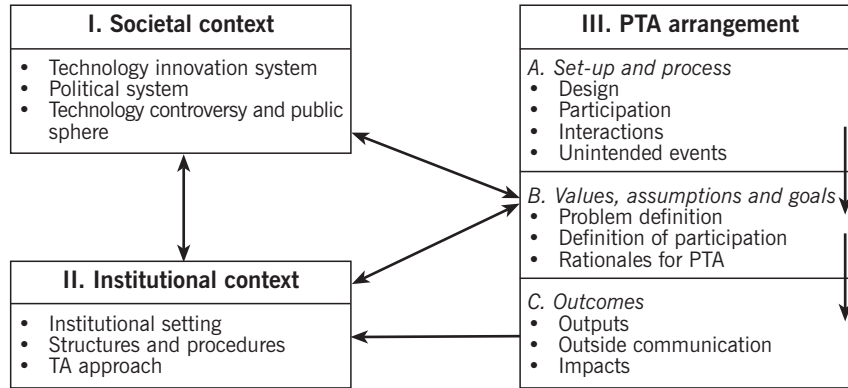 I. Societal context
• Technology innovation system
• Political system
• Technology controversy and public
sphere
II. Institutional context
• Institutional setting
• Structures and procedures
• TA approach
III. PTA arrangement
A. Set-up and process
• Design
• Participation
• Interactions
• Unintended events
B. Values, assumptions and goals
• Problem definition
• Definition of participation
• Rationales for PTA
C. Outcomes
• Outputs
• Outside communication
• Impacts